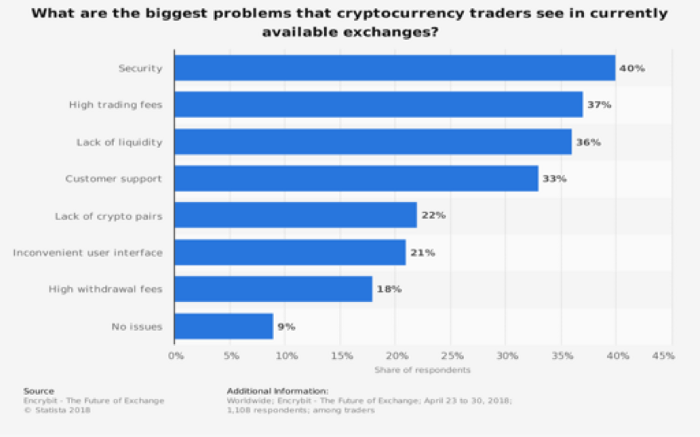 What are the biggest problems that cryptocurrency traders see in currently
available exchanges?
Security
40%
High trading fees
37%
Lack of liquidity
36%
Customer support
33%
Lack of crypto pairs
22%
Inconvenient user interface
21%
High withdrawal fees
18%
No issues
9%
0% 5% 10% 15% 20% 25% 30% 35% 40% 45%
Share of respondents
Source
Encrybit - The Future of Exchange
© Statista 2018
Additional Information:
Worldwide; Encrybit - The Future of Exchange; April 23 to 30, 2018;
1,108 respondents; among traders